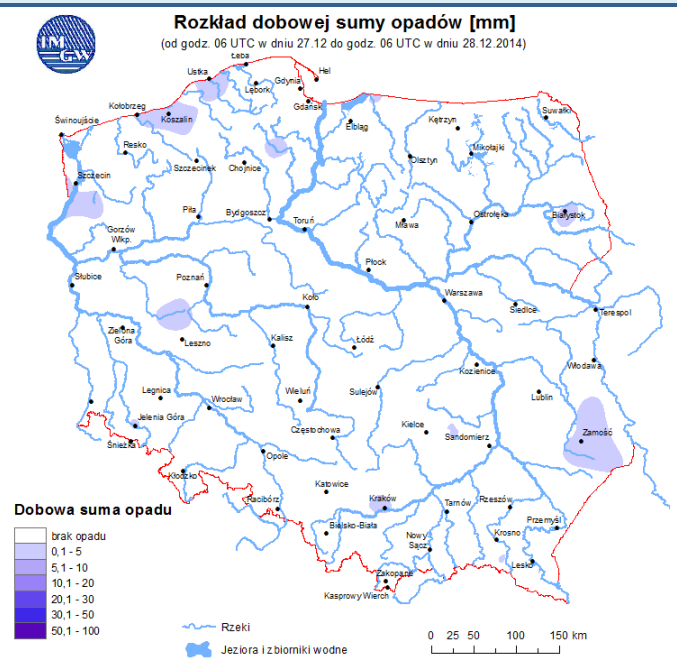 IM
GW
Rozkład dobowej sumy opadów [mm]
(od godz. 06 UTC w dniu 27.12 do godz. 06 UTC w dniu 28.12.2014)
Łeba
Hel
Ustka
Gdynia
Lębork
Gdańsk
Kołobrzeg
Koszalin
Suwałki
Świnoujście
Elbląg
Kętrzyn
Resko
Mikołajki
Olsztyn
Szczecinek
Chojnice
Szczecin
Piła
Bydgoszcz
Toruń
Mława
Ostrołęka
Białystok
Gorzów
Wlkp.
Płock
Słubice
Poznań
Koło
Warszawa
Siedlce
Terespol
Zielona
Góra
Leszno
Kalisz
Łódź
Kozienice
Włodawa
Legnica
Wrocław
Wieluń
Sulejów
Lublin
Jelenia Góra
Śnieżka
Częstochowa
Kielce
Sandomierz
Zamość
Opole
Kłodzko
Katowice
Racibórz
Kraków
Tarnów
Rzeszów
Bielsko-Biała
Przemyśl
Nowy
Sącz
Krosno
Lesko
Zakopane
Kasprowy Wierch
Dobowa suma opadu
brak opadu
0,1 - 5
5,1 - 10
10,1 - 20
20,1 - 30
30,1 - 50
50,1 - 100
Rzeki
Jeziora i zbiorniki wodne
0 25 50 100 150 km